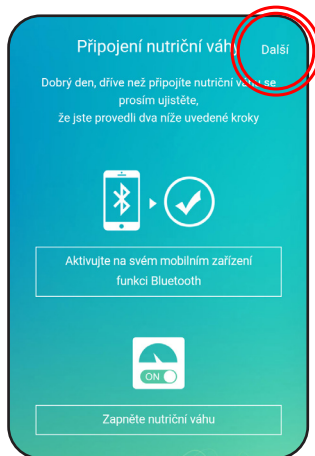 Připojení nutriční váhy
Další
Dobrý den, dříve než připojíte nutriční váhu se
prosím ujistěte,
že jste provedli dva níže uvedené kroky
Aktivujte na svém mobilním zařízení
funkci Bluetooth
ON
Zapněte nutriční váhu